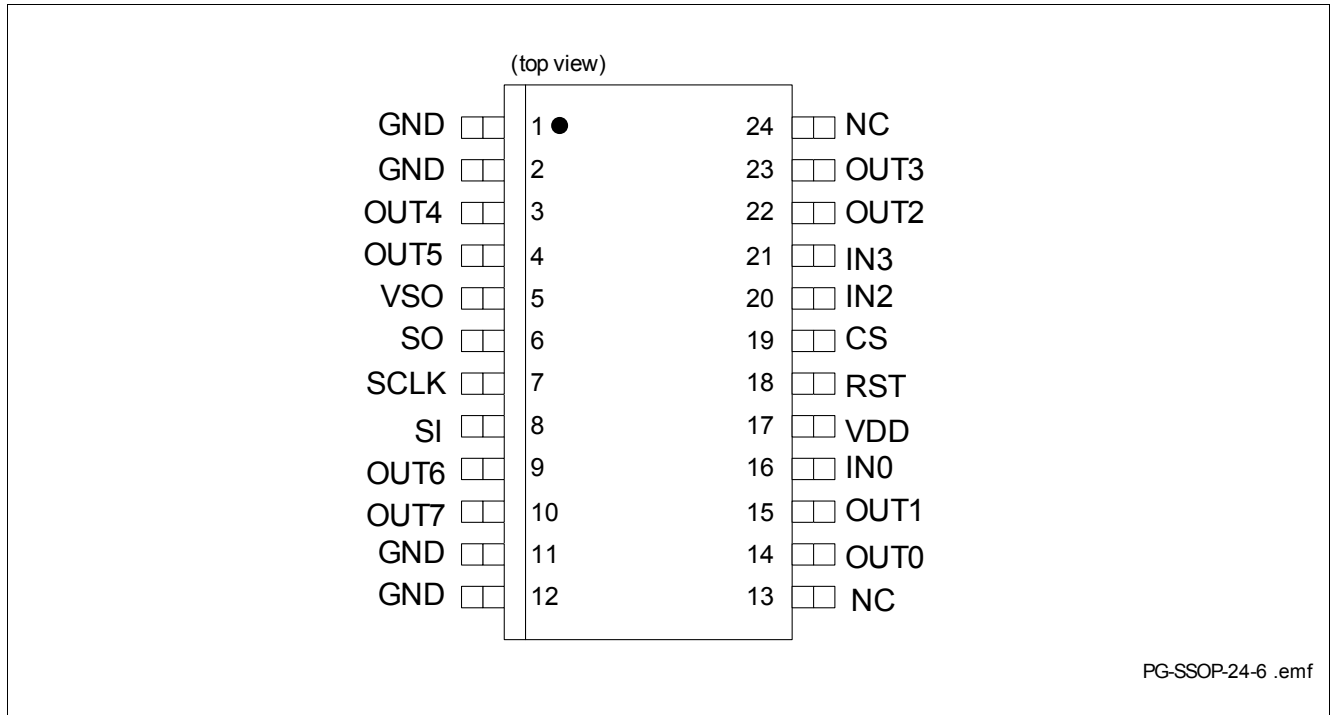 (top view)
GND 1 24 NC
GND 2 23 OUT3
OUT4 3 22 OUT2
OUT5 4 21 IN3
VSO 5 20 IN2
SO 6 19 CS
SCLK 7 18 RST
SI 8 17 VDD
OUT6 9 16 IN0
OUT7 10 15 OUT1
GND 11 14 OUT0
GND 12 13 NC
PG-SSOP-24-6 .emf